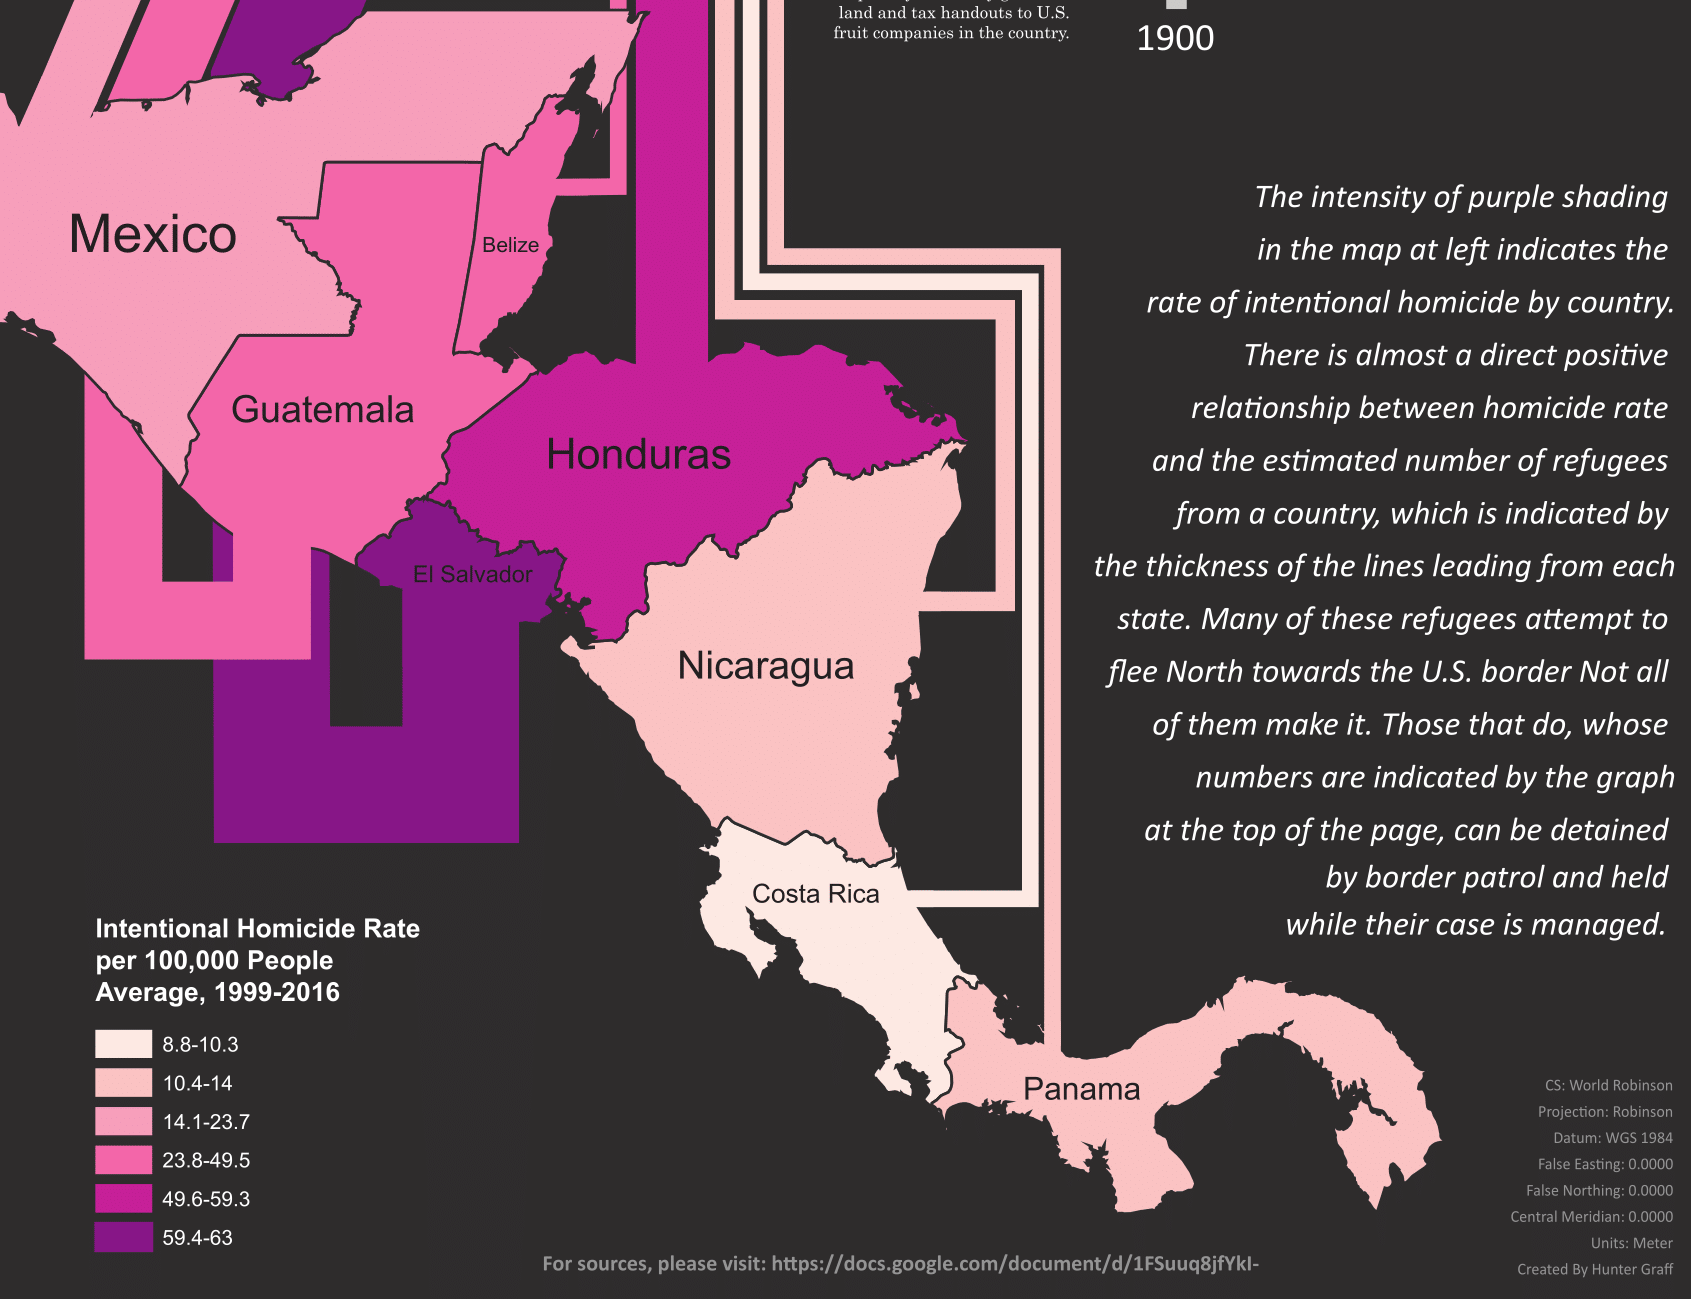 land and tax handouts to U.S.
fruit companies in the country.
1900
The intensity of purple shading
in the map at left indicates the
rate of intentional homicide by country.
There is almost a direct positive
relationship between homicide rate
and the estimated number of refugees
from a country, which is indicated by
the thickness of the lines leading from each
state. Many of these refugees attempt to
flee North towards the U.S. border Not all
of them make it. Those that do, whose
numbers are indicated by the graph
at the top of the page, can be detained
by border patrol and held
while their case is managed.
Mexico
Belize
Guatemala
Honduras
El Salvador
Nicaragua
Costa Rica
Panama
Intentional Homicide Rate
per 100,000 People
Average, 1999-2016
8.8-10.3
10.4-14
14.1-23.7
23.8-49.5
49.6-59.3
59.4-63
CS: World Robinson
Projection: Robinson
Datum: WGS 1984
False Easting: 0.0000
False Northing: 0.0000
Central Meridian: 0.0000
Units: Meter
Created By Hunter Graff
For sources, please visit: https://docs.google.com/document/d/1FSuuq8jfYkI-